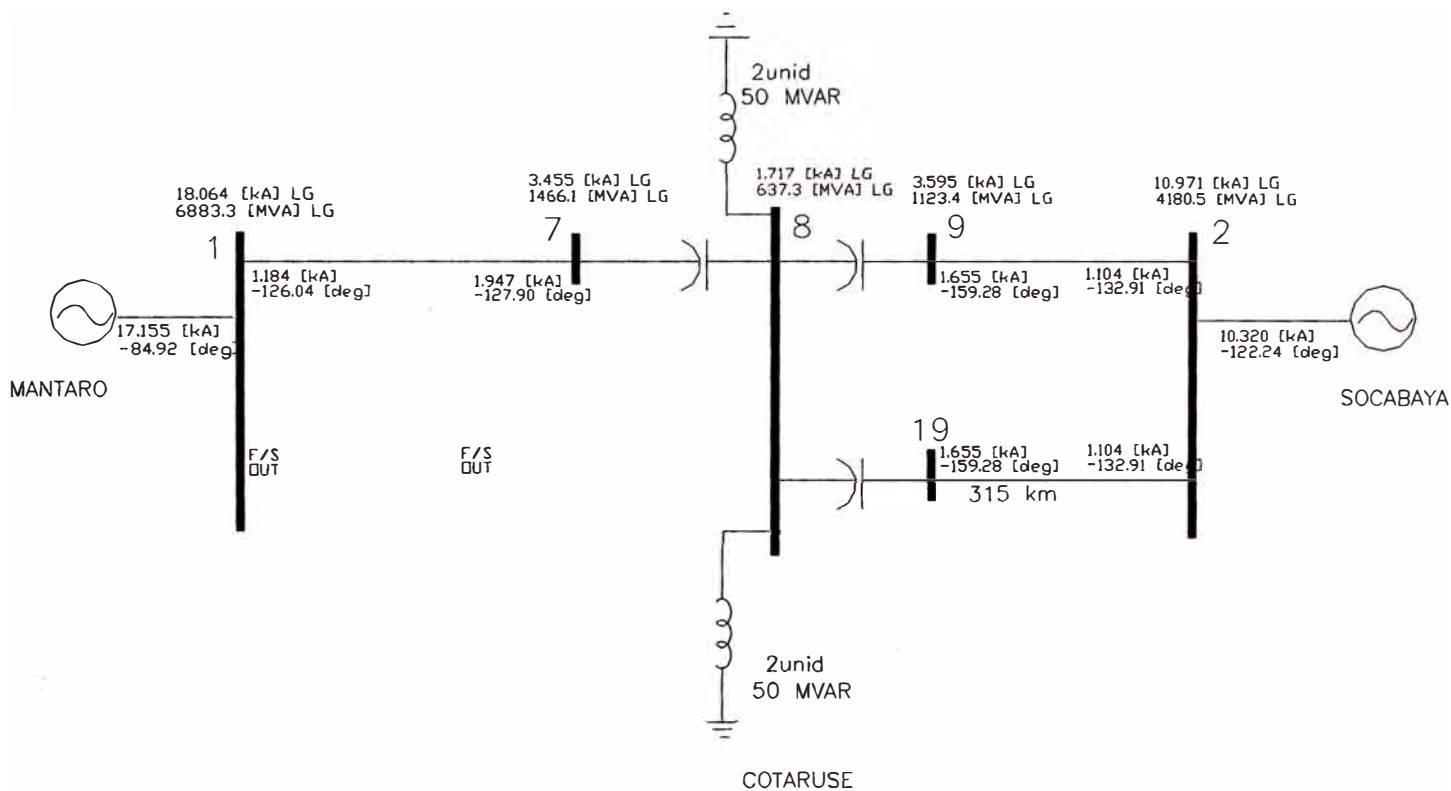 2unid
50 MVAR
18.064 [kA] LG
6883.3 [MVA] LG
1
3.455 [kA] LG
1466.1 [MVA] LG
7
1.717 [kA] LG
637.3 [MVA] LG
8
3.595 [kA] LG
1123.4 [MVA] LG
9
10.971 [kA] LG
4180.5 [MVA] LG
2
1.184 [kA]
-126.04 [deg]
1.947 [kA]
-127.90 [deg]
1.655 [kA]
-159.28 [deg]
1.104 [kA]
-132.91 [deg]
17.155 [kA]
-84.92 [deg]
10.320 [kA]
-122.24 [deg]
MANTARO
SOCABAYA
F/S
OUT
F/S
OUT
19
1.655 [kA]
-159.28 [deg]
315 km
1.104 [kA]
-132.91 [deg]
2unid
50 MVAR
COTARUSE